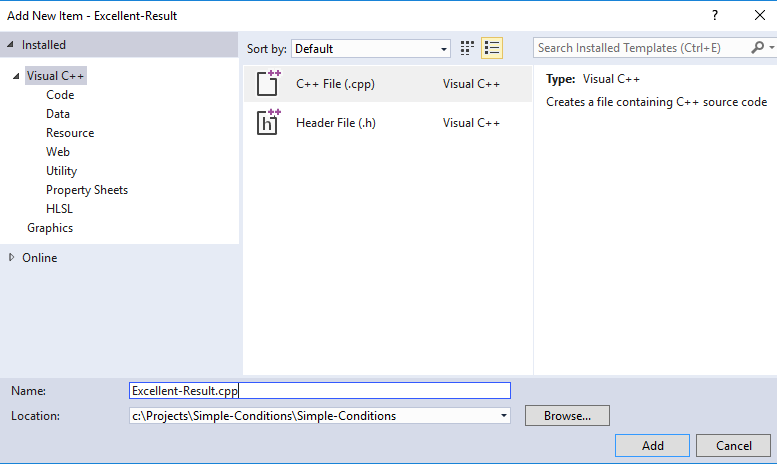 Add New Item - Excellent-Result
? ×
Installed
Sort by: Default
Search Installed Templates (Ctrl+E)
Visual C++
Code
Data
Resource
Web
Utility
Property Sheets
HLSL
Graphics
Online
C++ File (.cpp) Visual C++
Header File (.h) Visual C++
Type: Visual C++
Creates a file containing C++ source code
Name: Excellent-Result.cpp
Location: c:\Projects\Simple-Conditions\Simple-Conditions
Browse...
Add Cancel